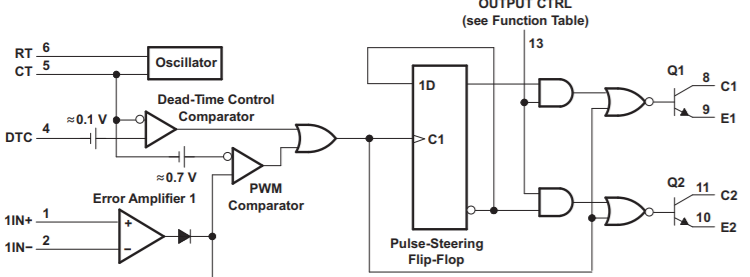 OUTPUT CTRL
(see Function Table)
13
RT 6
CT 5
Oscillator
1D
Q1
8
C1
9
E1
Dead-Time Control
Comparator
≈0.1 V
DTC 4
C1
≈0.7 V
PWM
Comparator
Error Amplifier 1
1IN+ 1
+
1IN− 2
−
Q2
11
C2
10
E2
Pulse-Steering
Flip-Flop